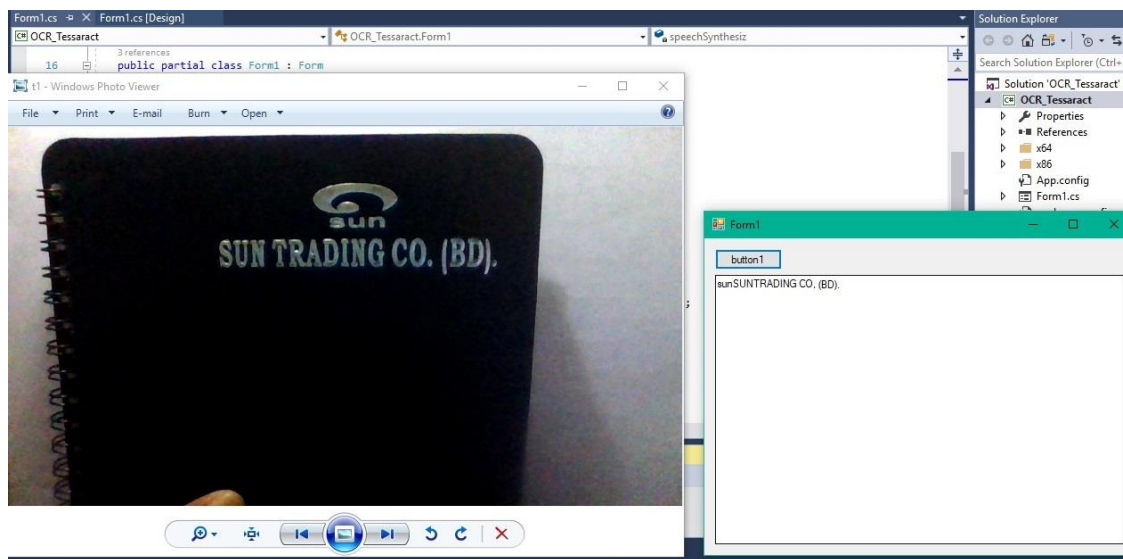 Form1.cs Form1.cs [Design]
OCR_Tessaract OCR_Tessaract.Form1 speechSynthesiz
3 references
16 public partial class Form1 : Form
t1 - Windows Photo Viewer
File Print E-mail Burn Open
sun
SUN TRADING CO. (BD).
;
Form1
button1
sunSUNTRADING CO. (BD).
Solution Explorer
Search Solution Explorer (Ctrl+
Solution 'OCR_Tessaract'
C# OCR_Tessaract
Properties
References
x64
x86
App.config
Form1.cs